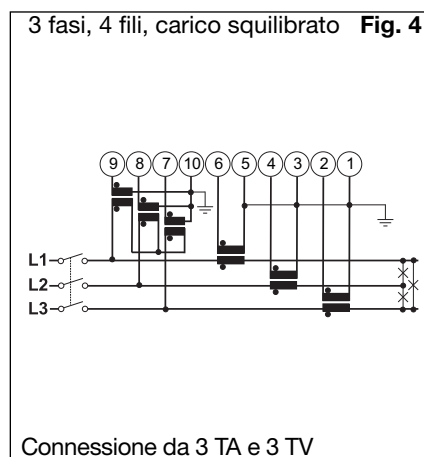 3 fasi, 4 fili, carico squilibrato Fig. 4
9 8 7 10 6 5 4 3 2 1
L1
L2
L3
Connessione da 3 TA e 3 TV